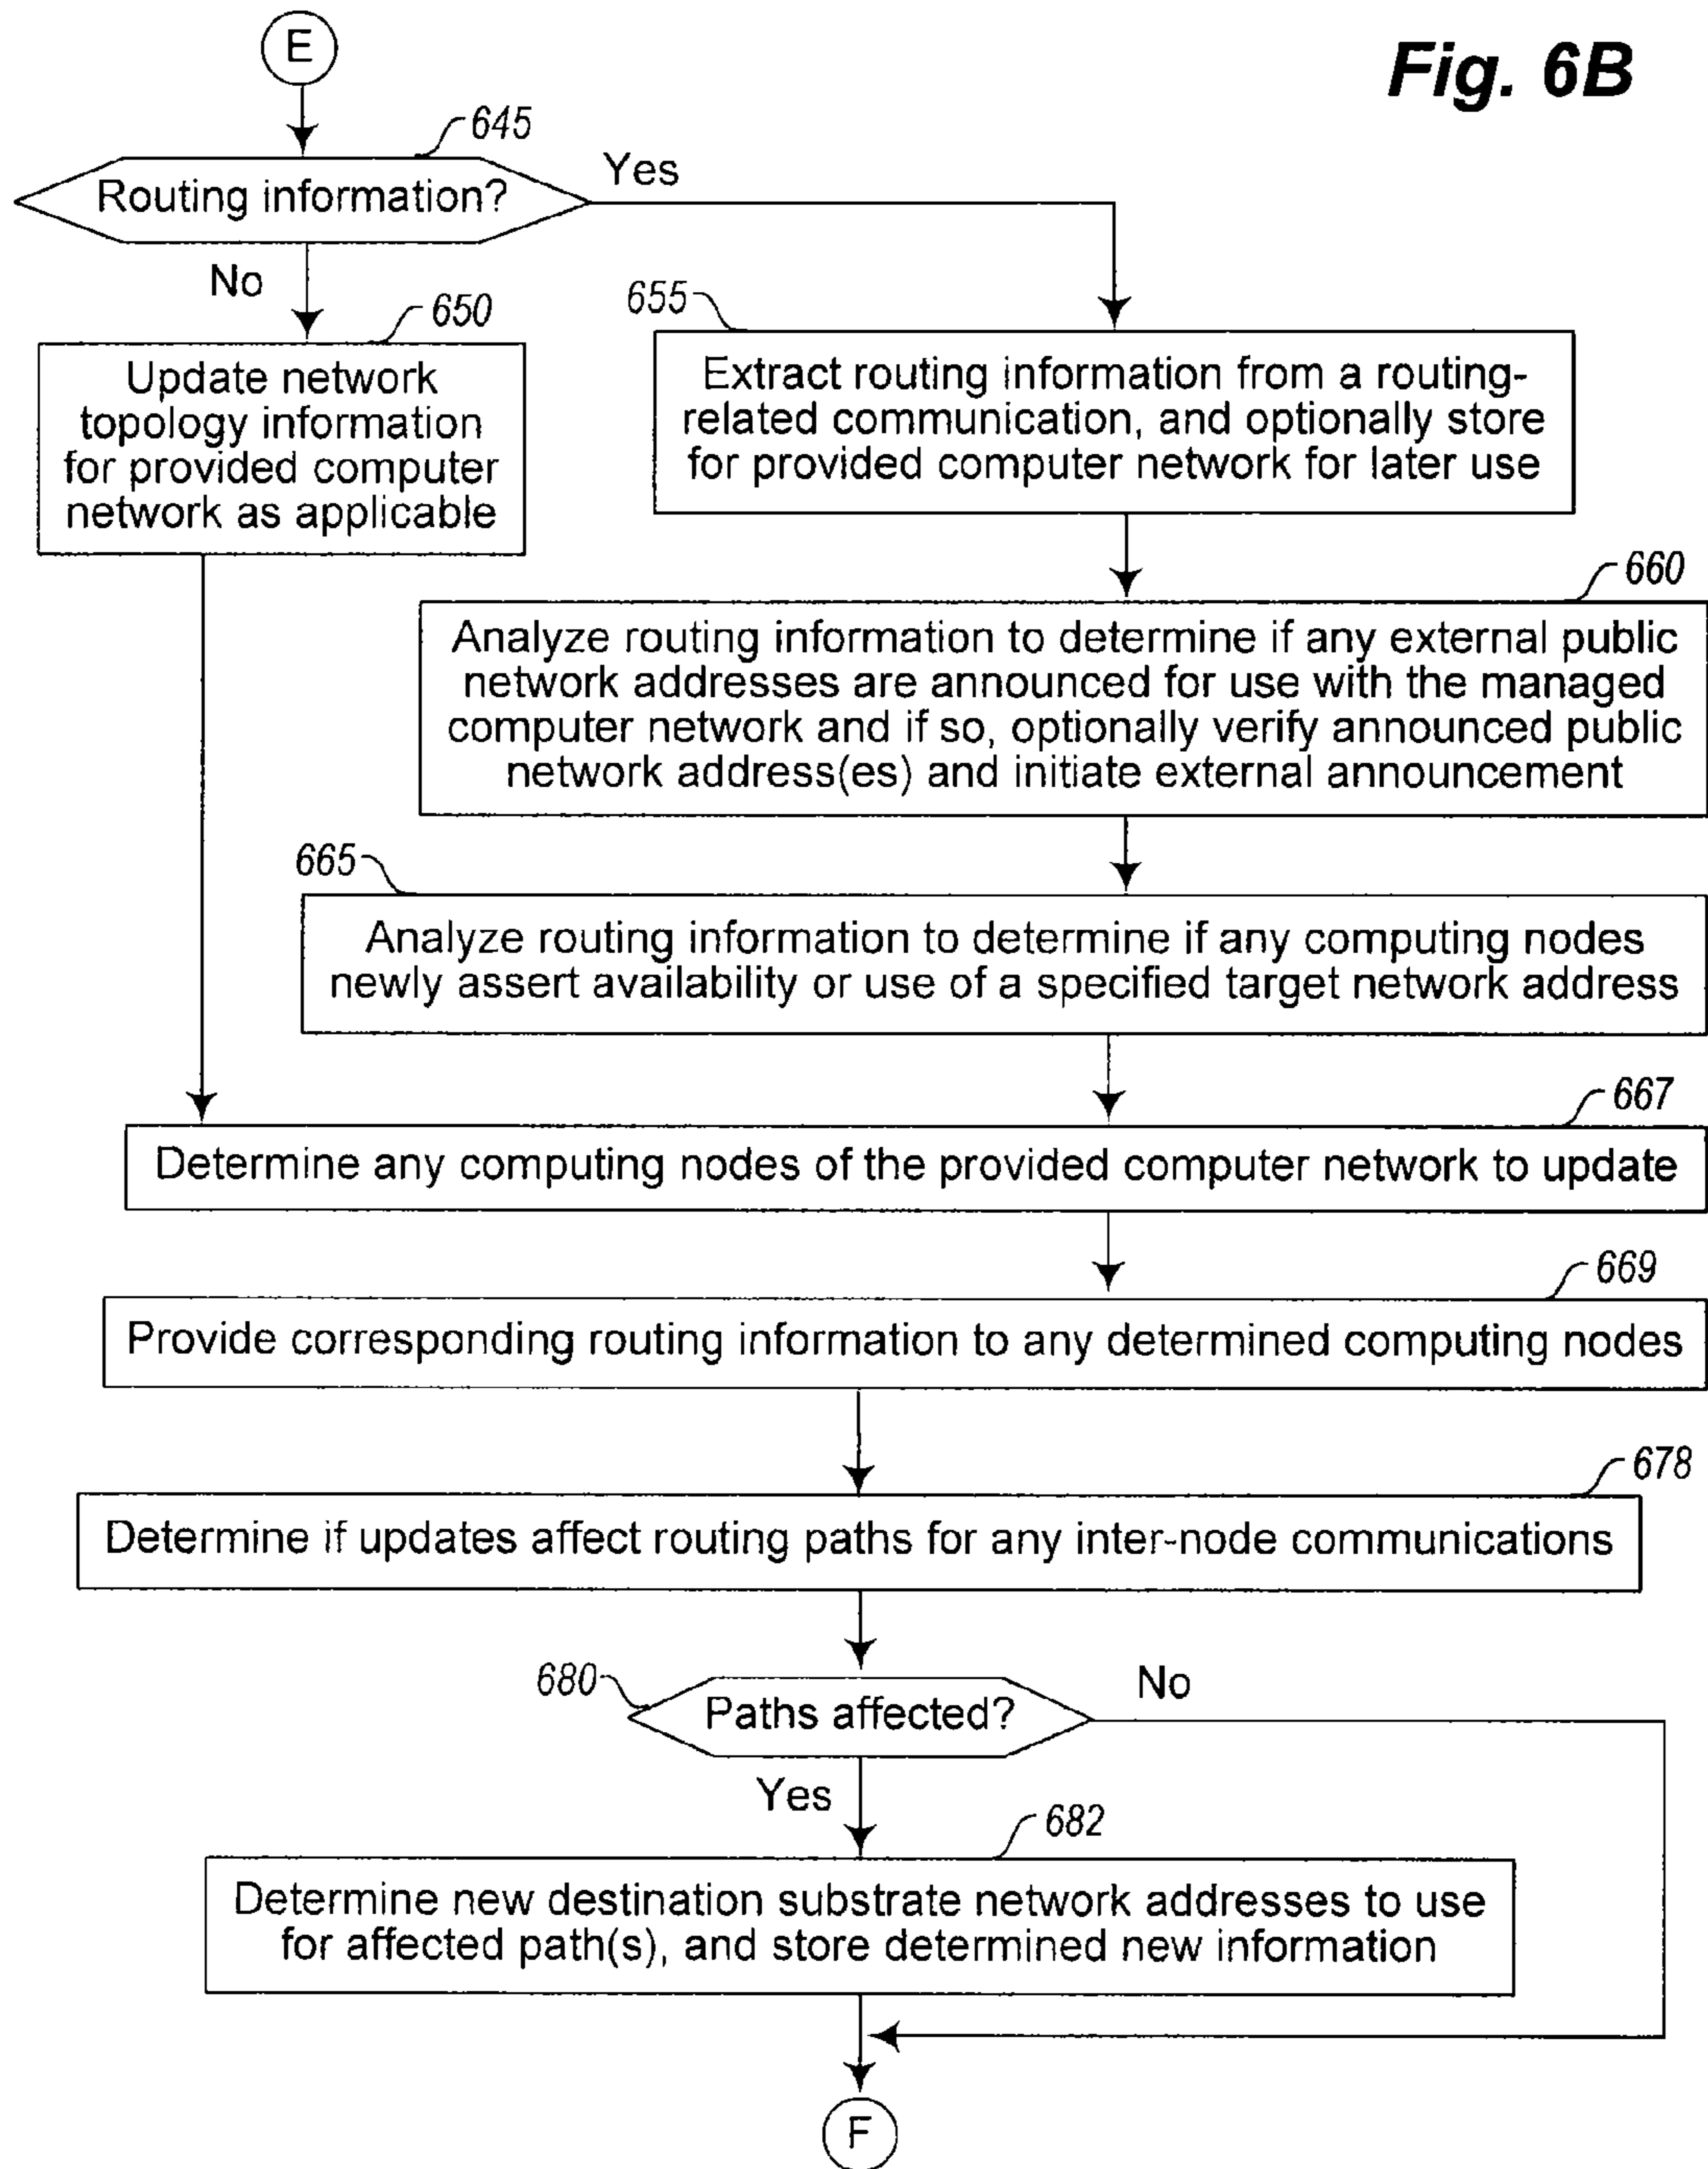 Fig. 6B
E
645
Routing information?
Yes
No
650
Update network
topology information
for provided computer
network as applicable
655
Extract routing information from a routing-
related communication, and optionally store
for provided computer network for later use
660
Analyze routing information to determine if any external public
network addresses are announced for use with the managed
computer network and if so, optionally verify announced public
network address(es) and initiate external announcement
665
Analyze routing information to determine if any computing nodes
newly assert availability or use of a specified target network address
667
Determine any computing nodes of the provided computer network to update
669
Provide corresponding routing information to any determined computing nodes
678
Determine if updates affect routing paths for any inter-node communications
680
Paths affected?
No
Yes
682
Determine new destination substrate network addresses to use
for affected path(s), and store determined new information
F